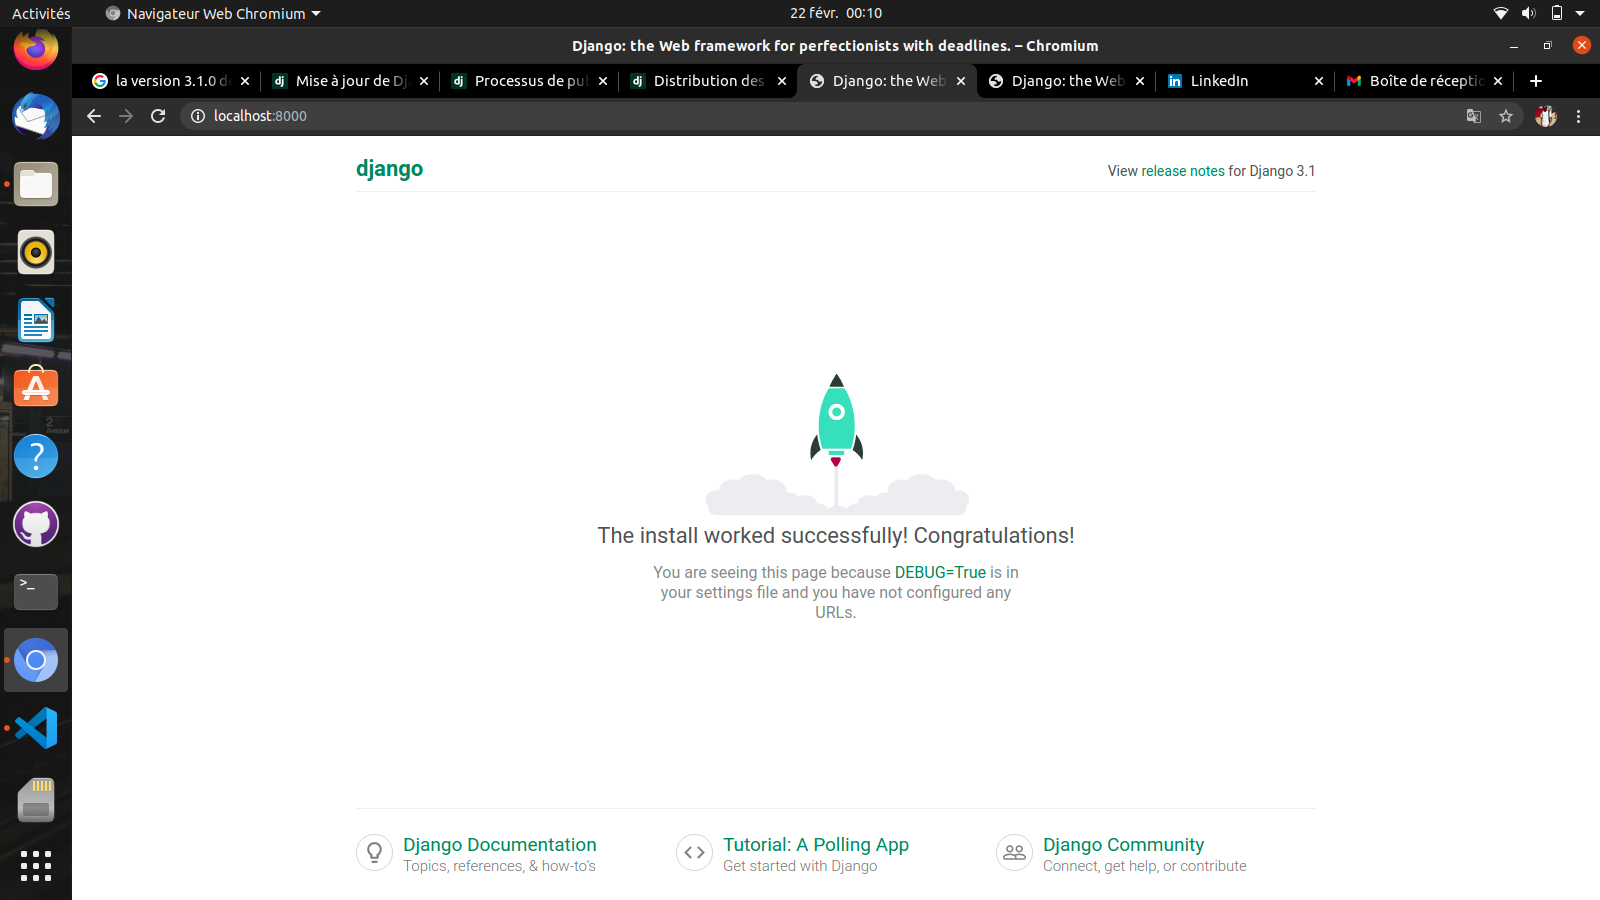 Activités
Navigateur Web Chromium
22 févr. 00:10
Django: the Web framework for perfectionists with deadlines. – Chromium
la version 3.1.0 de
Mise à jour de Dj
Processus de pu
Distribution des
Django: the Web
Django: the Web
LinkedIn
Boîte de réceptio
localhost:8000
django
View release notes for Django 3.1
The install worked successfully! Congratulations!
You are seeing this page because DEBUG=True is in
your settings file and you have not configured any
URLs.
Django Documentation
Topics, references, & how-to's
Tutorial: A Polling App
Get started with Django
Django Community
Connect, get help, or contribute